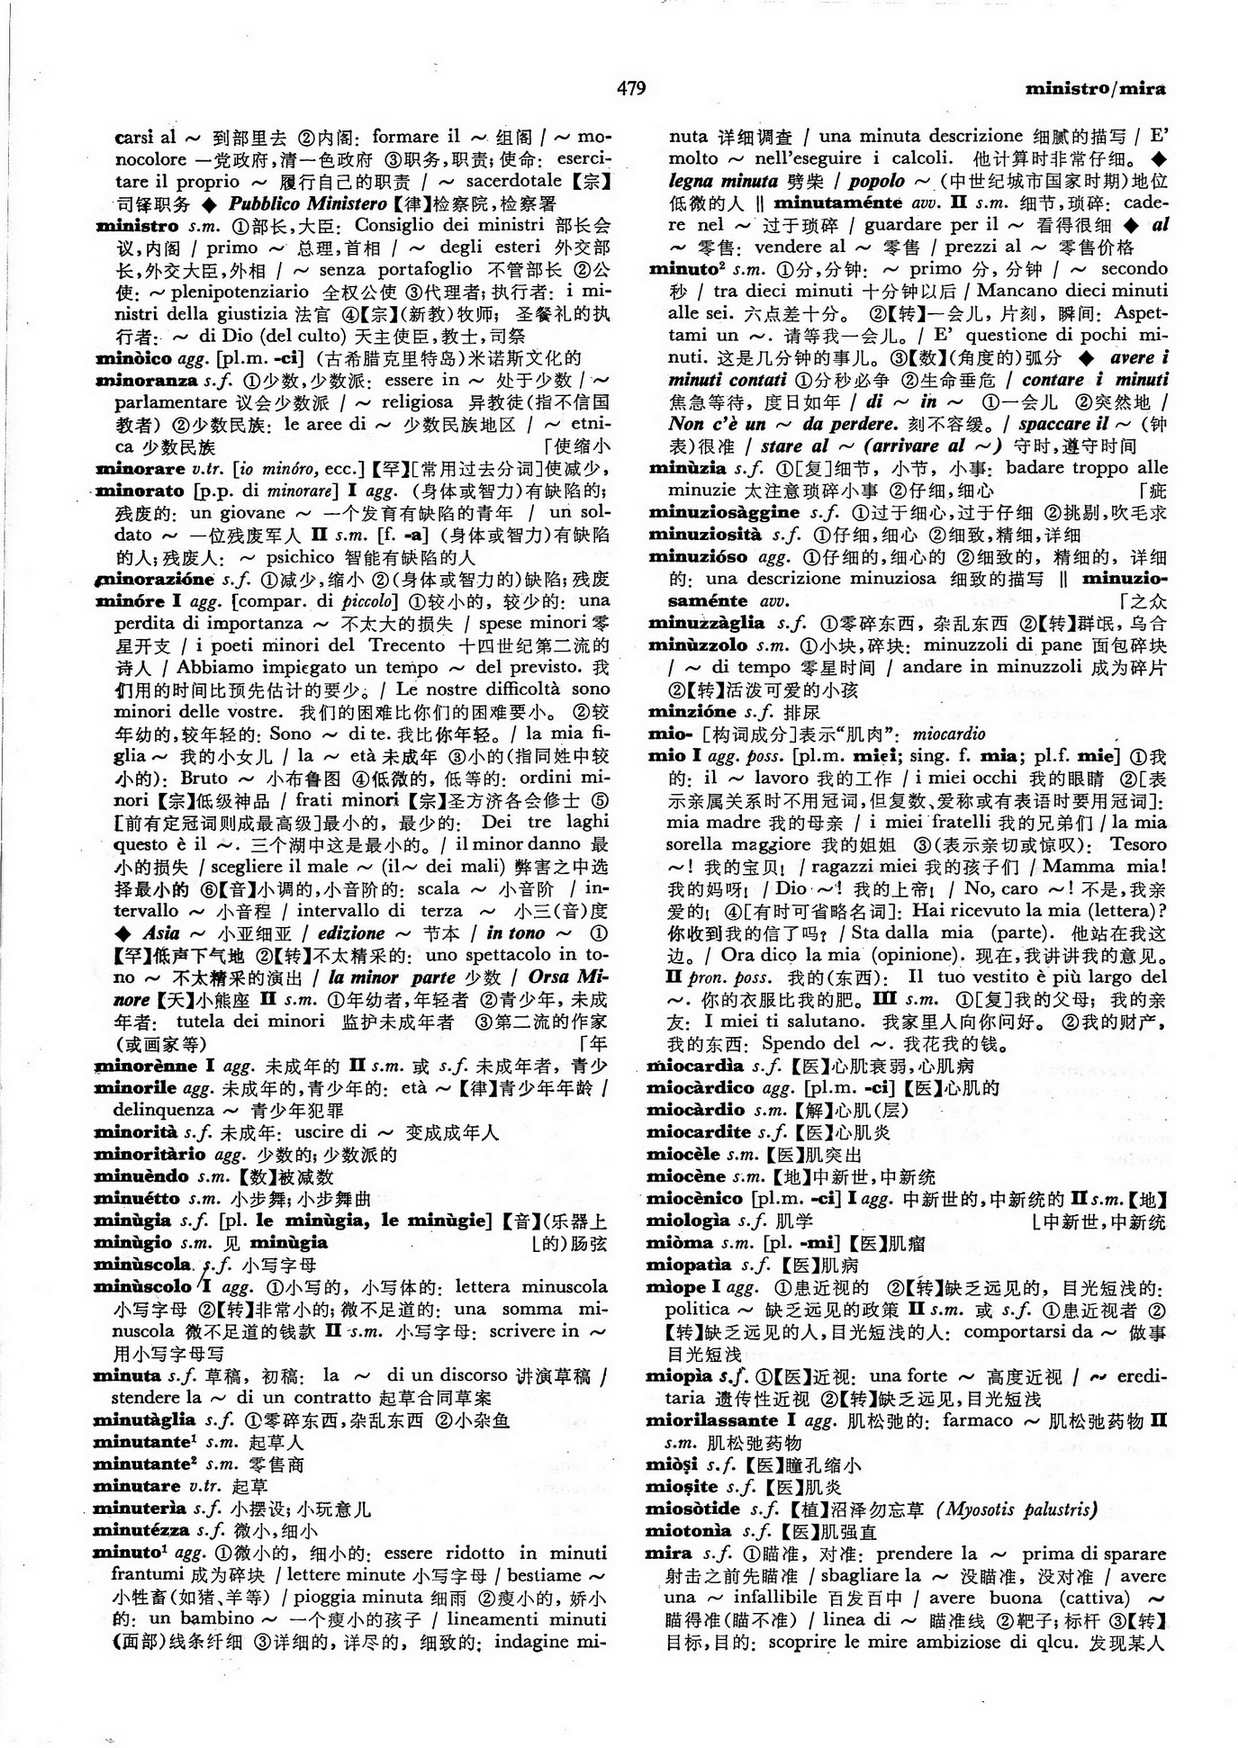 479
ministro/mira
carsi al ～ 到部里去 ②内阁: formare il ～ 组阁 / ～ mo-
nocolore 一党政府,清一色政府 ③职务,职责; 使命: eserci-
tare il proprio ～ 履行自己的职责 / ～ sacerdotale【宗】
司铎职务 ◆ Pubblico Ministero【律】检察院,检察署
ministro s.m. ①部长,大臣: Consiglio dei ministri 部长会
议,内阁 / primo ～ 总理,首相 / ～ degli esteri 外交部
长,外交大臣,外相 / ～ senza portafoglio 不管部长 ②公
使: ～ plenipotenziario 全权公使 ③代理者; 执行者: i mi-
nistri della giustizia 法官 ④【宗】(新教)牧师; 圣餐礼的执
行者: ～ di Dio (del culto) 天主使臣,教士,司祭
minòico agg. [pl.m. -ci] (古希腊克里特岛)米诺斯文化的
minoranza s.f. ①少数,少数派: essere in ～ 处于少数 / ～
parlamentare 议会少数派 / ～ religiosa 异教徒(指不信国
教者) ②少数民族: le aree di ～ 少数民族地区 / ～ etni-
ca 少数民族 「使缩小
minorare v.tr. [io minóro, ecc.]【罕】[常用过去分词]使减少,
minorato [p.p. di minorare] I agg. (身体或智力)有缺陷的;
残废的: un giovane ～ 一个发育有缺陷的青年 / un sol-
dato ～ 一位残废军人 II s.m. [f. -a] (身体或智力)有缺陷
的人; 残废人: ～ psichico 智能有缺陷的人
minorazióne s.f. ①减少,缩小 ②(身体或智力的)缺陷; 残废
minóre I agg. [compar. di piccolo] ①较小的, 较少的: una
perdita di importanza ～ 不太大的损失 / spese minori 零
星开支 / i poeti minori del Trecento 十四世纪第二流的
诗人 / Abbiamo impiegato un tempo ～ del previsto. 我
们用的时间比预先估计的要少。/ Le nostre difficoltà sono
minori delle vostre. 我们的困难比你们的困难要小。 ②较
年幼的,较年轻的: Sono ～ di te. 我比你年轻。/ la mia fi-
glia ～ 我的小女儿 / la ～ età 未成年 ③小的(指同姓中较
小的): Bruto ～ 小布鲁图 ④低微的, 低等的: ordini mi-
nori 【宗】低级神品 / frati minori 【宗】圣方济各会修士 ⑤
[前有定冠词则成最高级]最小的, 最少的: Dei tre laghi
questo è il ～. 三个湖中这是最小的。/ il minor danno 最
小的损失 / scegliere il male ～ (il～ dei mali) 弊害之中选
择最小的 ⑥【音】小调的,小音阶的: scala ～ 小音阶 / in-
tervallo ～ 小音程 / intervallo di terza ～ 小三(音)度
◆ Asia ～ 小亚细亚 / edizione ～ 节本 / in tono ～ ①
【罕】低声下气地 ②【转】不太精采的: uno spettacolo in to-
no ～ 不太精采的演出 / la minor parte 少数 / Orsa Mi-
nore【天】小熊座 II s.m. ①年幼者,年轻者 ②青少年, 未成
年者: tutela dei minori 监护未成年者 ③第二流的作家
(或画家等) 「年
minorènne I agg. 未成年的 II s.m. 或 s.f. 未成年者, 青少
minorile agg. 未成年的,青少年的: età ～【律】青少年年龄 /
delinquenza ～ 青少年犯罪
minorità s.f. 未成年: uscire di ～ 变成成年人
minoritàrio agg. 少数的; 少数派的
minuèndo s.m. 【数】被减数
minuétto s.m. 小步舞; 小步舞曲
minùgia s.f. [pl. le minùgia, le minùgie] 【音】(乐器上
minùgio s.m. 见 minùgia ⌊的)肠弦
minùscola s.f. 小写字母
minùscolo I agg. ①小写的, 小写体的: lettera minuscola
小写字母 ②【转】非常小的; 微不足道的: una somma mi-
nuscola 微不足道的钱款 II s.m. 小写字母: scrivere in ～
用小写字母写
minuta s.f. 草稿, 初稿: la ～ di un discorso 讲演草稿 /
stendere la ～ di un contratto 起草合同草案
minutàglia s.f. ①零碎东西,杂乱东西 ②小杂鱼
minutante¹ s.m. 起草人
minutante² s.m. 零售商
minutare v.tr. 起草
minuterìa s.f. 小摆设; 小玩意儿
minutézza s.f. 微小,细小
minuto¹ agg. ①微小的, 细小的: essere ridotto in minuti
frantumi 成为碎块 / lettere minute 小写字母 / bestiame ～
小牲畜(如猪、羊等) / pioggia minuta 细雨 ②瘦小的, 娇小
的: un bambino ～ 一个瘦小的孩子 / lineamenti minuti
(面部)线条纤细 ③详细的, 详尽的, 细致的: indagine mi-
nuta 详细调查 / una minuta descrizione 细腻的描写 / E'
molto ～ nell'eseguire i calcoli. 他计算时非常仔细。 ◆
legna minuta 劈柴 / popolo ～ (中世纪城市国家时期)地位
低微的人 ‖ minutaménte avv. II s.m. 细节, 琐碎: cade-
re nel ～ 过于琐碎 / guardare per il ～ 看得很细 ◆ al
～ 零售: vendere al ～ 零售 / prezzi al ～ 零售价格
minuto² s.m. ①分,分钟: ～ primo 分, 分钟 / ～ secondo
秒 / tra dieci minuti 十分钟以后 / Mancano dieci minuti
alle sei. 六点差十分。 ②【转】一会儿, 片刻, 瞬间: Aspet-
tami un ～. 请等我一会儿。/ E' questione di pochi mi-
nuti. 这是几分钟的事儿。③【数】(角度的)弧分 ◆ avere i
minuti contati ①分秒必争 ②生命垂危 / contare i minuti
焦急等待, 度日如年 / di ～ in ～ ①一会儿 ②突然地 /
Non c'è un ～ da perdere. 刻不容缓。/ spaccare il ～ (钟
表)很准 / stare al ～ (arrivare al ～) 守时,遵守时间
minùzia s.f. ①[复]细节, 小节, 小事: badare troppo alle
minuzie 太注意琐碎小事 ②仔细,细心 「疵
minuziosàggine s.f. ①过于细心,过于仔细 ②挑剔,吹毛求
minuziosità s.f. ①仔细,细心 ②细致,精细,详细
minuzióso agg. ①仔细的,细心的 ②细致的, 精细的, 详细
的: una descrizione minuziosa 细致的描写 ‖ minuzio-
saménte avv. 「之众
minuzzàglia s.f. ①零碎东西, 杂乱东西 ②【转】群氓, 乌合
minùzzolo s.m. ①小块,碎块: minuzzoli di pane 面包碎块
/ ～ di tempo 零星时间 / andare in minuzzoli 成为碎片
②【转】活泼可爱的小孩
minzióne s.f. 排尿
mio- [构词成分]表示“肌肉”: miocardio
mio I agg. poss. [pl.m. miei; sing. f. mia; pl.f. mie] ①我
的: il ～ lavoro 我的工作 / i miei occhi 我的眼睛 ②[表
示亲属关系时不用冠词,但复数、爱称或有表语时要用冠词]:
mia madre 我的母亲 / i miei fratelli 我的兄弟们 / la mia
sorella maggiore 我的姐姐 ③(表示亲切或惊叹): Tesoro
～! 我的宝贝! / ragazzi miei 我的孩子们 / Mamma mia!
我的妈呀! / Dio ～! 我的上帝! / No, caro ～! 不是,我亲
爱的! ④[有时可省略名词]: Hai ricevuto la mia (lettera)?
你收到我的信了吗? / Sta dalla mia (parte). 他站在我这
边。/ Ora dico la mia (opinione). 现在,我讲讲我的意见。
II pron. poss. 我的(东西): Il tuo vestito è più largo del
～. 你的衣服比我的肥。III s.m. ①[复]我的父母; 我的亲
友: I miei ti salutano. 我家里人向你问好。 ②我的财产,
我的东西: Spendo del ～. 我花我的钱。
miocardìa s.f. 【医】心肌衰弱,心肌病
miocàrdico agg. [pl.m. -ci] 【医】心肌的
miocàrdio s.m. 【解】心肌(层)
miocardite s.f. 【医】心肌炎
miocèle s.m. 【医】肌突出
miocène s.m. 【地】中新世,中新统
miocènico [pl.m. -ci] I agg. 中新世的,中新统的 II s.m.【地】
miologìa s.f. 肌学 ⌊中新世,中新统
miòma s.m. [pl. -mi] 【医】肌瘤
miopatìa s.f. 【医】肌病
mìope I agg. ①患近视的 ②【转】缺乏远见的, 目光短浅的:
politica ～ 缺乏远见的政策 II s.m. 或 s.f. ①患近视者 ②
【转】缺乏远见的人,目光短浅的人: comportarsi da ～ 做事
目光短浅
miopìa s.f. ①【医】近视: una forte ～ 高度近视 / ～ eredi-
taria 遗传性近视 ②【转】缺乏远见,目光短浅
miorilassante I agg. 肌松弛的: farmaco ～ 肌松弛药物 II
s.m. 肌松弛药物
miòṣi s.f. 【医】瞳孔缩小
mioṣite s.f. 【医】肌炎
miosòtide s.f. 【植】沼泽勿忘草 (Myosotis palustris)
miotonìa s.f. 【医】肌强直
mira s.f. ①瞄准, 对准: prendere la ～ prima di sparare
射击之前先瞄准 / sbagliare la ～ 没瞄准, 没对准 / avere
una ～ infallibile 百发百中 / avere buona (cattiva) ～
瞄得准(瞄不准) / linea di ～ 瞄准线 ②靶子; 标杆 ③【转】
目标,目的: scoprire le mire ambiziose di qlcu. 发现某人